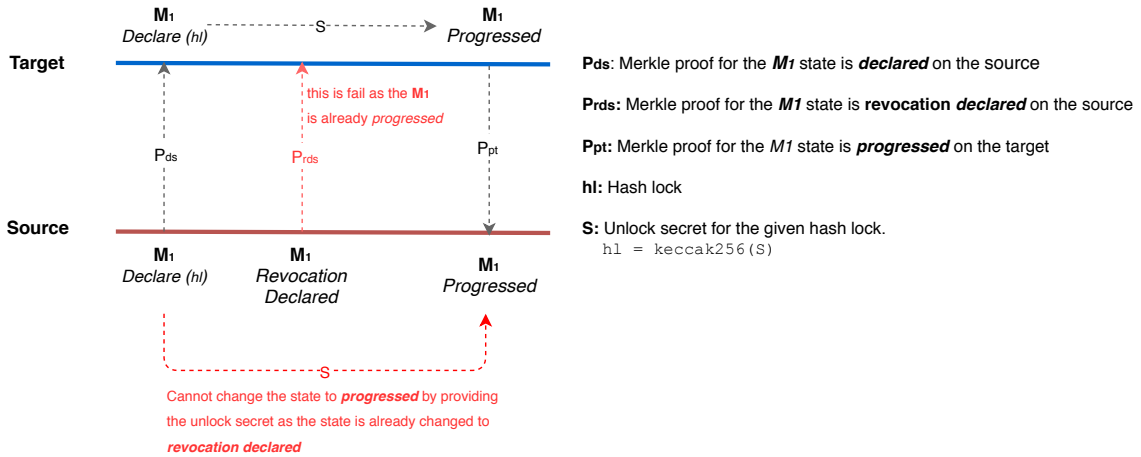 M1
Declare (hl)
S
M1
Progressed
Target
this is fail as the M1
is already progressed
Pds
Prds
Ppt
Source
M1
Declare (hl)
M1
Revocation
Declared
M1
Progressed
S
Cannot change the state to progressed by providing
the unlock secret as the state is already changed to
revocation declared
Pds: Merkle proof for the M1 state is declared on the source
Prds: Merkle proof for the M1 state is revocation declared on the source
Ppt: Merkle proof for the M1 state is progressed on the target
hl: Hash lock
S: Unlock secret for the given hash lock.
hl = keccak256(S)